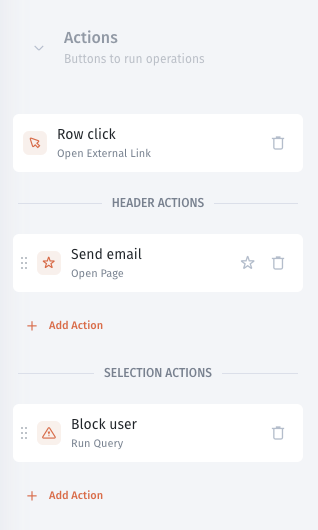 Actions
Buttons to run operations
Row click
Open External Link
HEADER ACTIONS
Send email
Open Page
Add Action
SELECTION ACTIONS
Block user
Run Query
Add Action